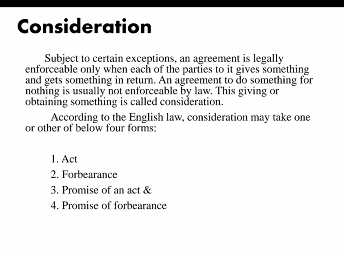 Consideration
Subject to certain exceptions, an agreement is legally
enforceable only when each of the parties to it gives something
and gets something in return. An agreement to do something for
nothing is usually not enforceable by law. This giving or
obtaining something is called consideration.
According to the English law, consideration may take one
or other of below four forms:
1. Act
2. Forbearance
3. Promise of an act &
4. Promise of forbearance